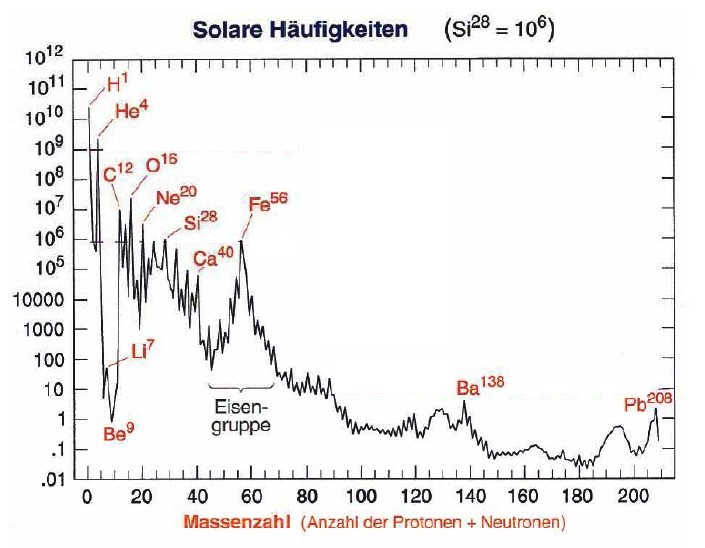 Solare Häufigkeiten (Si28 = 10⁶)
10¹²
10¹¹
10¹⁰
10⁹
10⁸
10⁷
10⁶
10⁵
10000
1000
100
10
1
.1
.01
H¹
He⁴
C¹²
O¹⁶
Ne²⁰
Si²⁸
Fe⁵⁶
Ca⁴⁰
Li⁷
Be⁹
Eisen-
gruppe
Ba¹³⁸
Pb²⁰⁸
0 20 40 60 80 100 120 140 160 180 200
Massenzahl (Anzahl der Protonen + Neutronen)